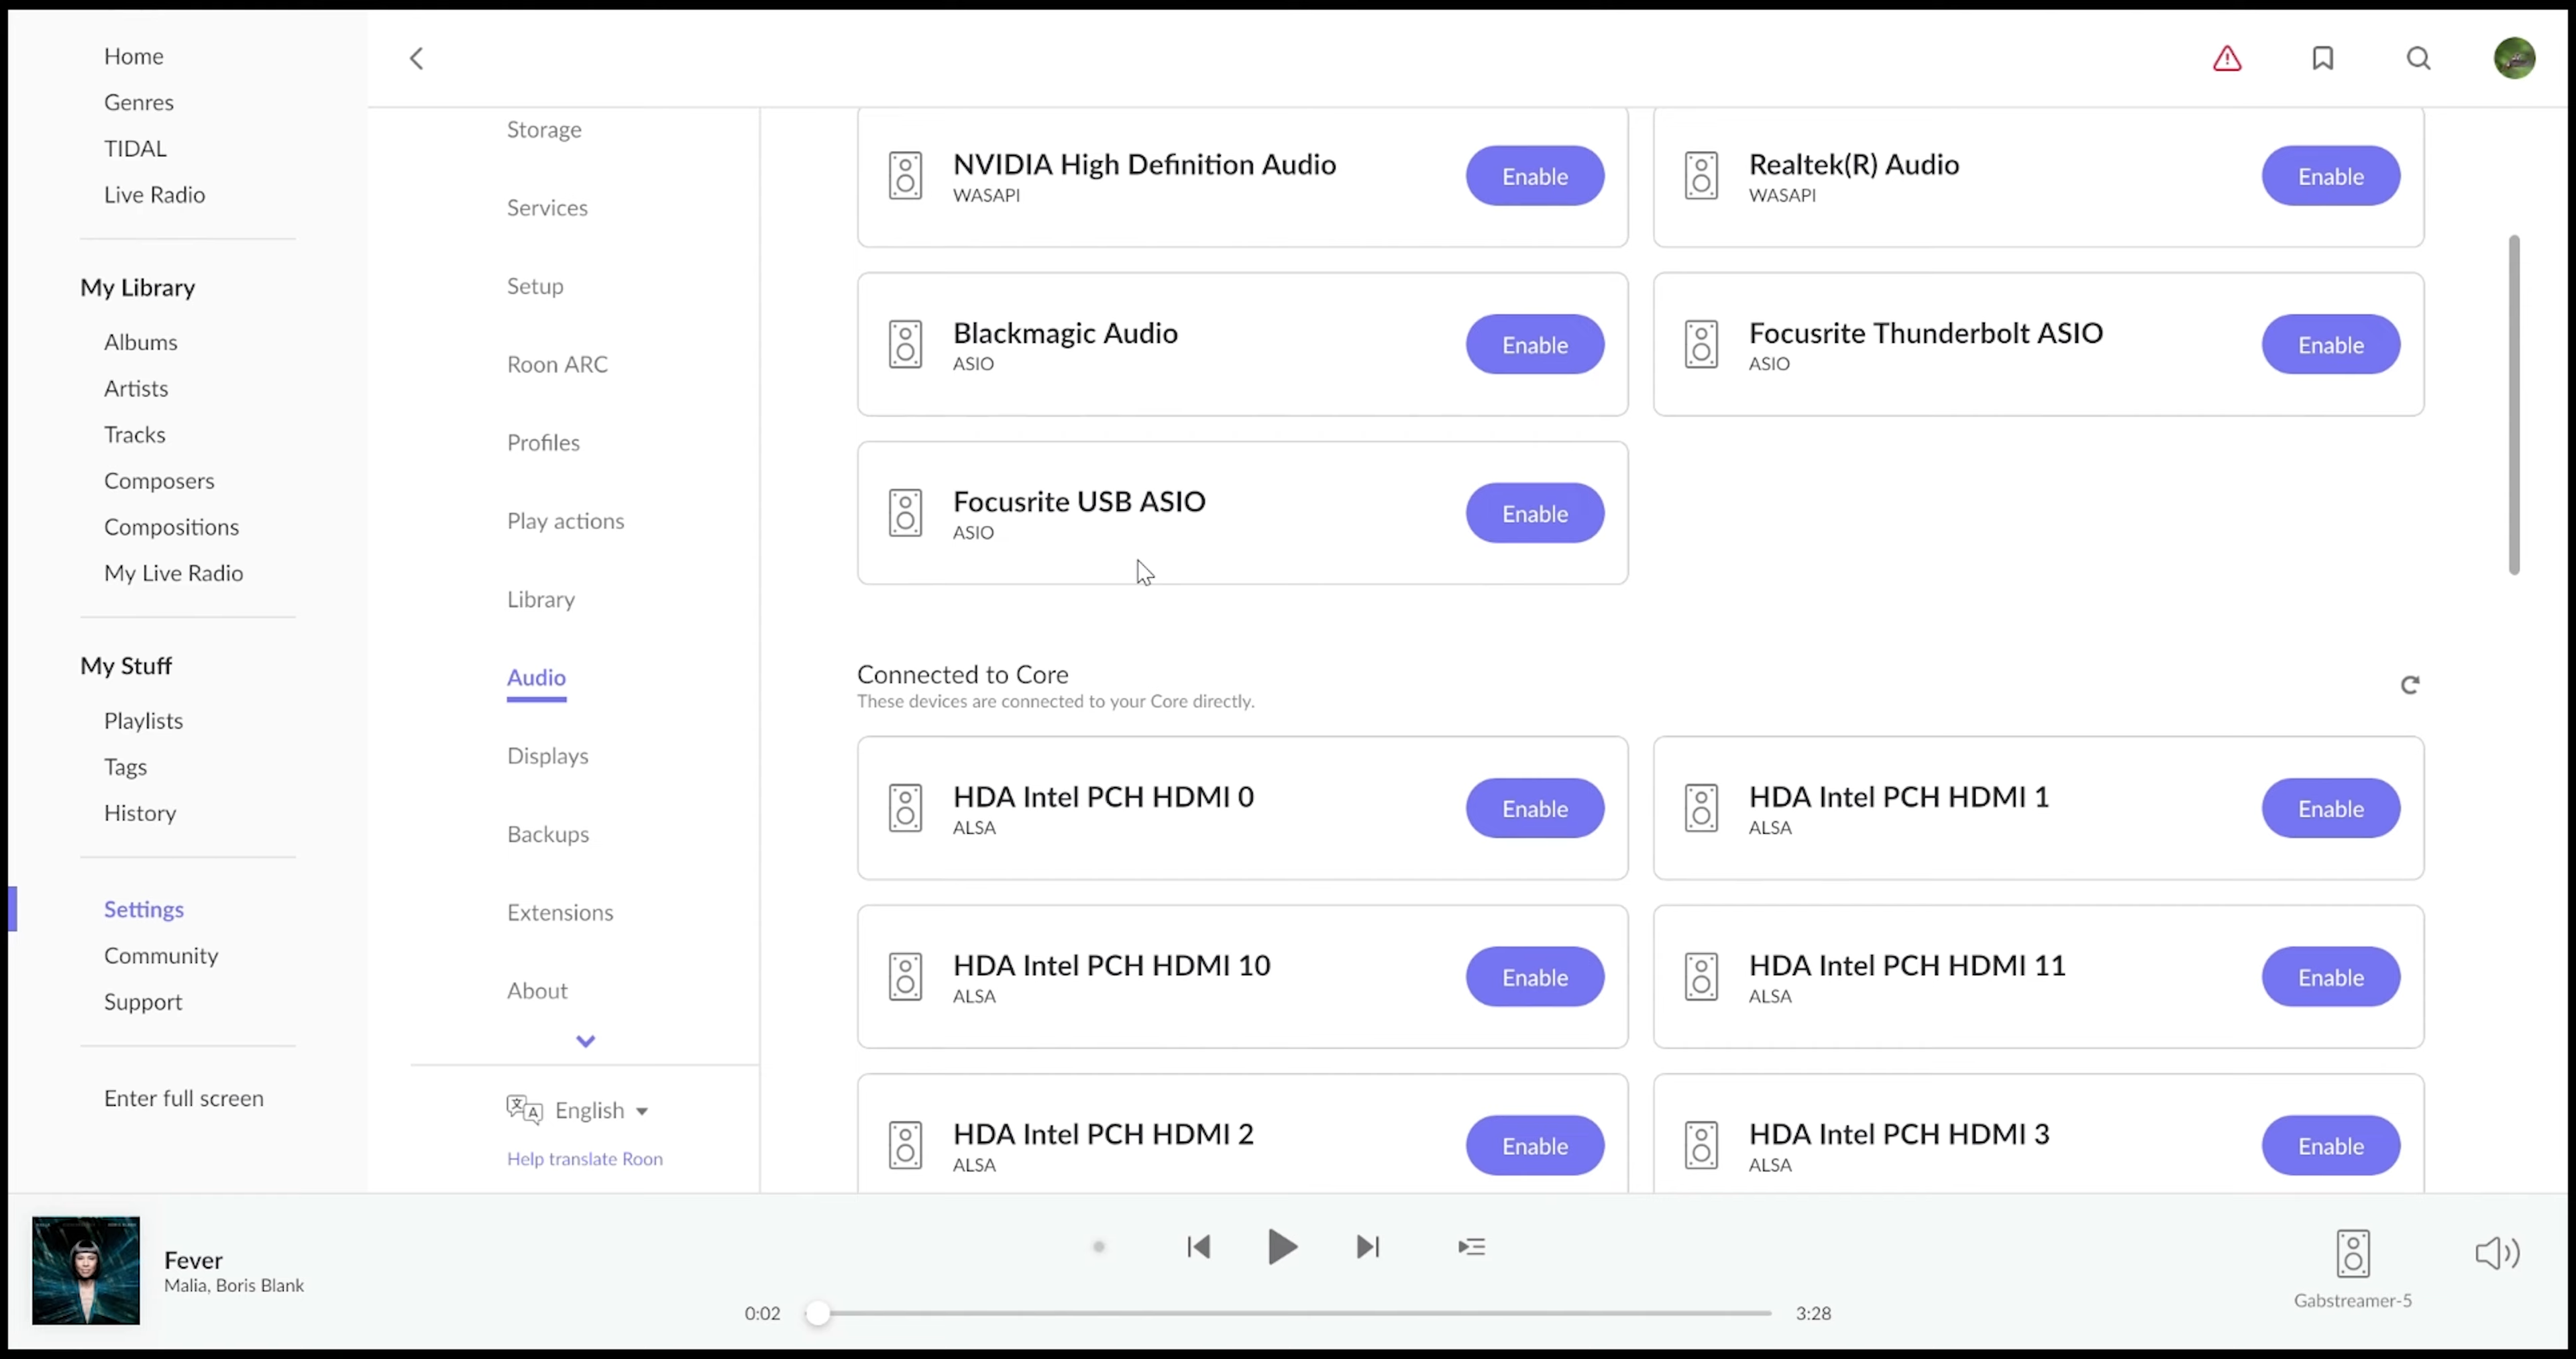 Home
Genres
TIDAL
Live Radio
My Library
Albums
Artists
Tracks
Composers
Compositions
My Live Radio
My Stuff
Playlists
Tags
History
Settings
Community
Support
Enter full screen
Storage
Services
Setup
Roon ARC
Profiles
Play actions
Library
Audio
Displays
Backups
Extensions
About
English
Help translate Roon
NVIDIA High Definition Audio
WASAPI
Enable
Realtek(R) Audio
WASAPI
Enable
Blackmagic Audio
ASIO
Enable
Focusrite Thunderbolt ASIO
ASIO
Enable
Focusrite USB ASIO
ASIO
Enable
Connected to Core
These devices are connected to your Core directly.
HDA Intel PCH HDMI 0
ALSA
Enable
HDA Intel PCH HDMI 1
ALSA
Enable
HDA Intel PCH HDMI 10
ALSA
Enable
HDA Intel PCH HDMI 11
ALSA
Enable
HDA Intel PCH HDMI 2
ALSA
Enable
HDA Intel PCH HDMI 3
ALSA
Enable
Fever
Malia, Boris Blank
0:02
3:28
Gabstreamer-5